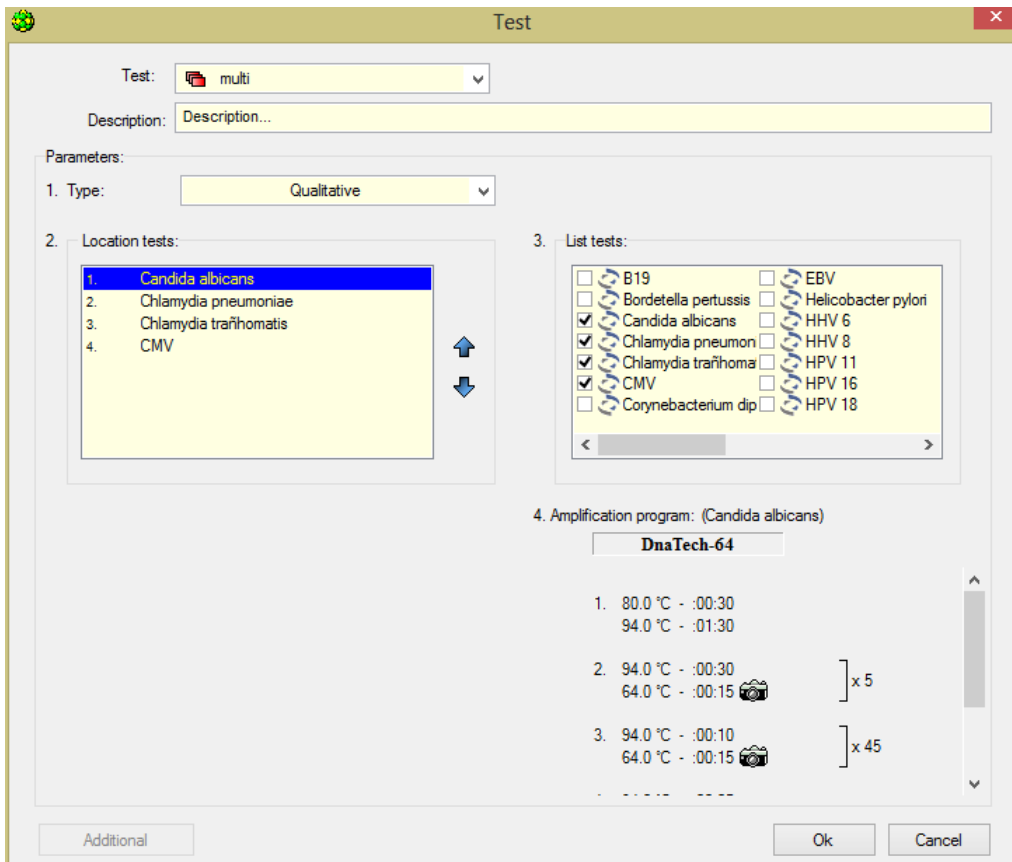 Test
Test: multi
Description: Description...
Parameters:
1. Type: Qualitative
2. Location tests:
1. Candida albicans
2. Chlamydia pneumoniae
3. Chlamydia trañhomatis
4. CMV
3. List tests:
B19 EBV
Bordetella pertussis Helicobacter pylori
Candida albicans HHV 6
Chlamydia pneumon HHV 8
Chlamydia trañhoma HPV 11
CMV HPV 16
Corynebacterium dip HPV 18
4. Amplification program: (Candida albicans)
DnaTech-64
1. 80.0 °C - :00:30
94.0 °C - :01:30
2. 94.0 °C - :00:30
64.0 °C - :00:15
x 5
3. 94.0 °C - :00:10
64.0 °C - :00:15
x 45
Additional Ok Cancel